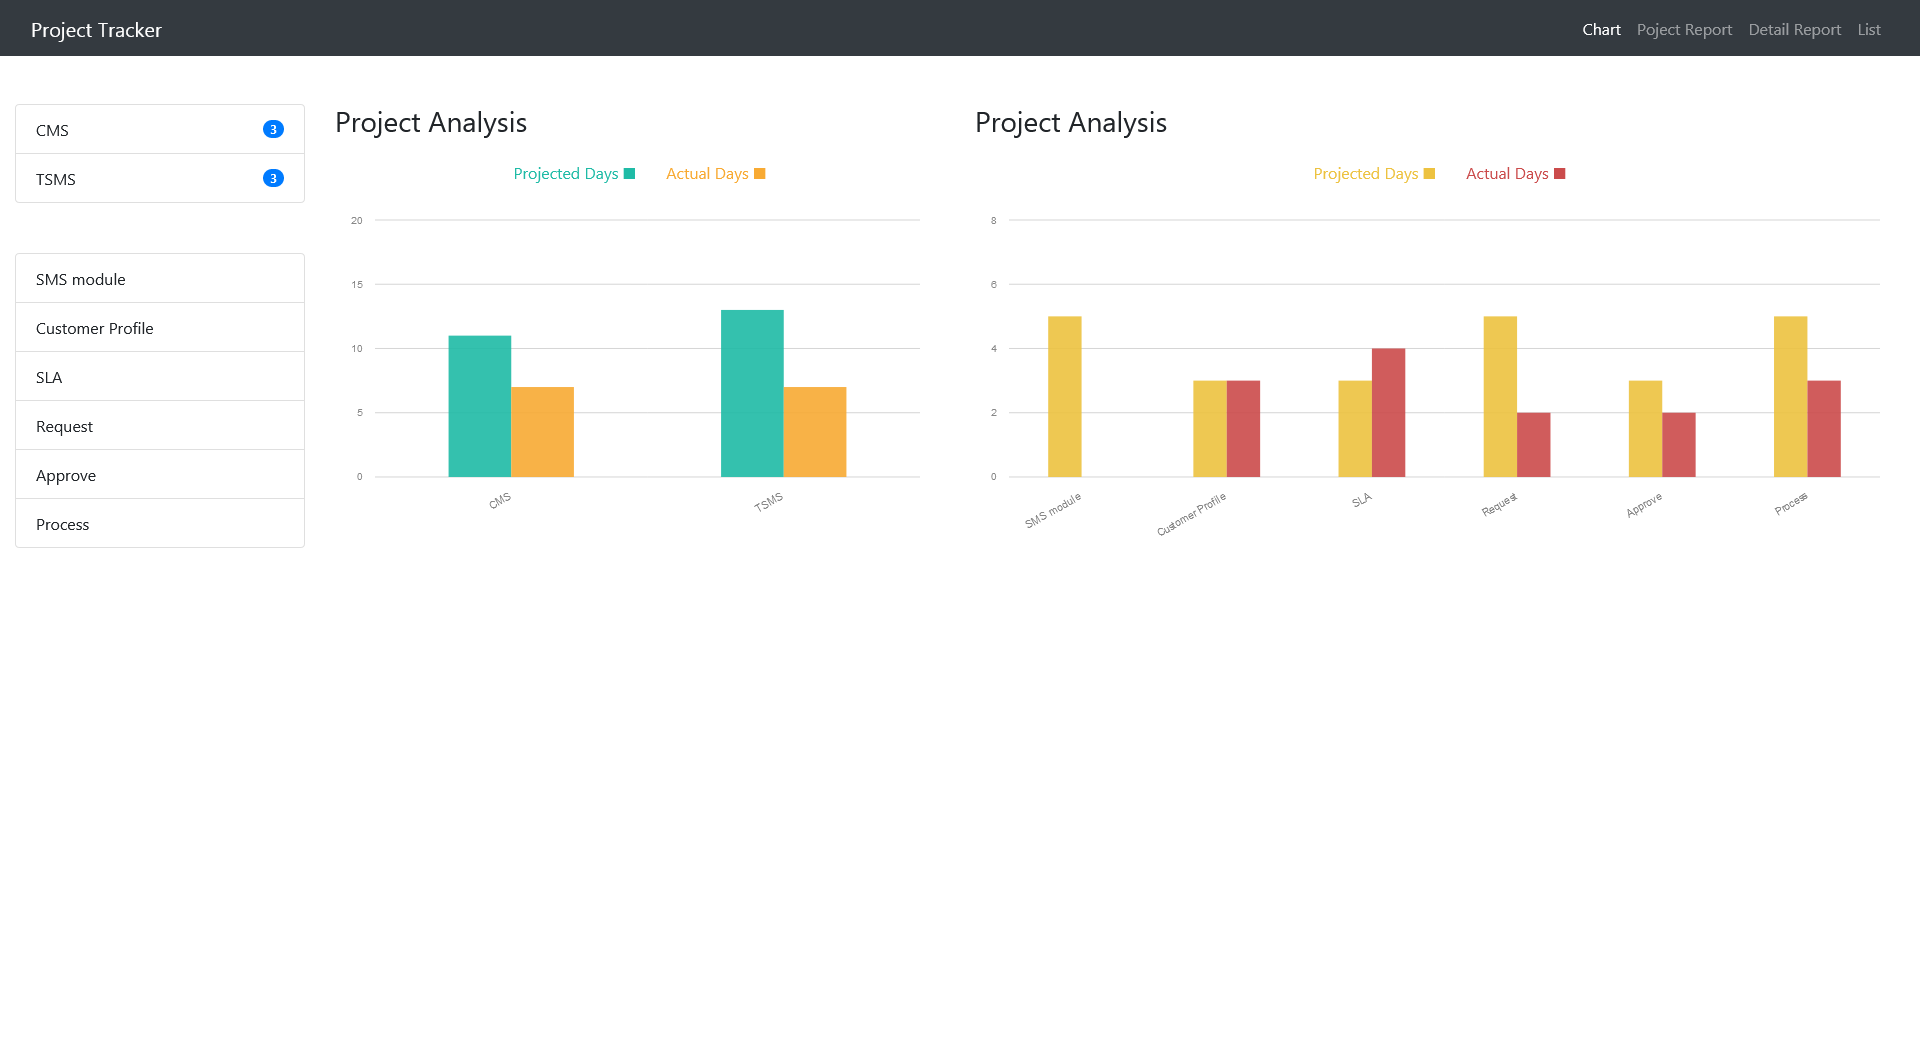 Project Tracker
Chart Poject Report Detail Report List
CMS 3
TSMS 3
SMS module
Customer Profile
SLA
Request
Approve
Process
Project Analysis
Projected Days Actual Days
20
15
10
5
0
CMS TSMS
Project Analysis
Projected Days Actual Days
8
6
4
2
0
SMS module Customer Profile SLA Request Approve Process